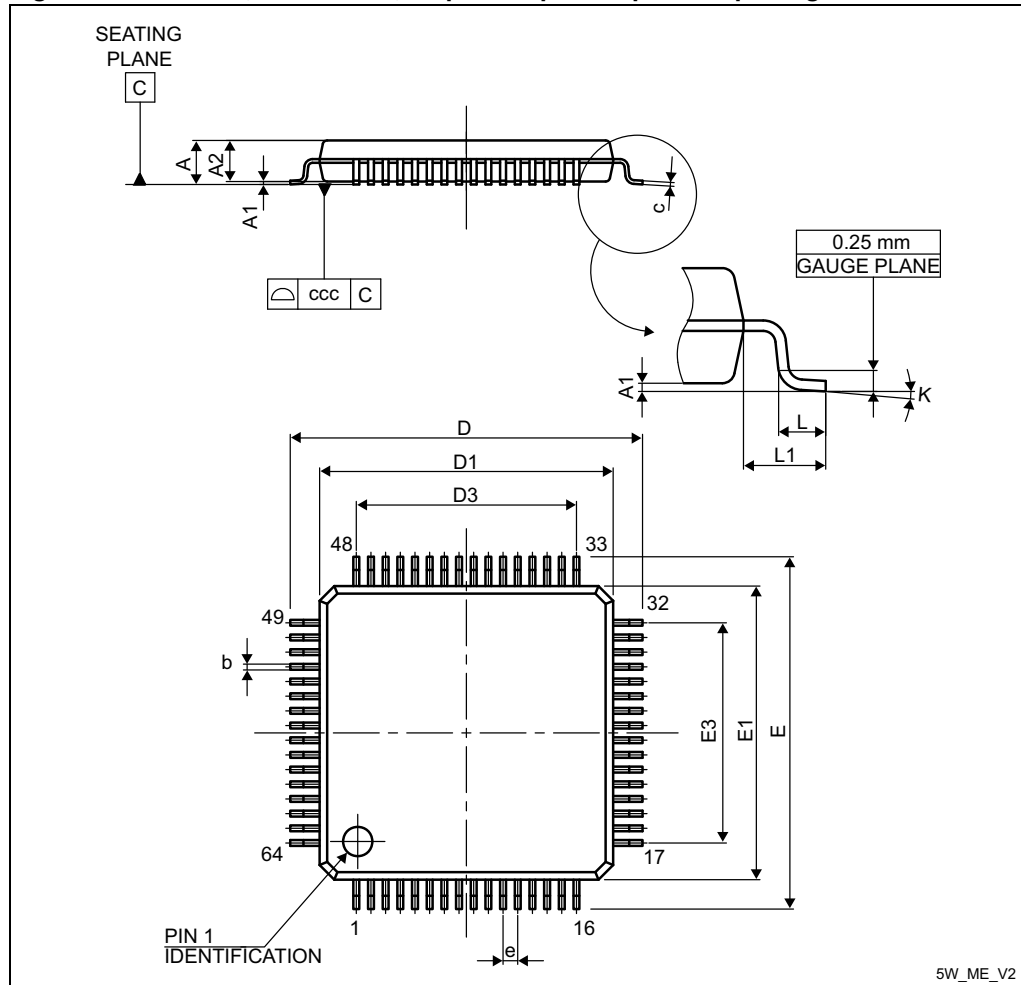 SEATING
PLANE
C
A
A2
A1
c
ccc C
0.25 mm
GAUGE PLANE
A1
K
L
L1
D
D1
D3
48
33
49
32
b
E3
E1
E
64
17
PIN 1
IDENTIFICATION
1
16
e
5W_ME_V2